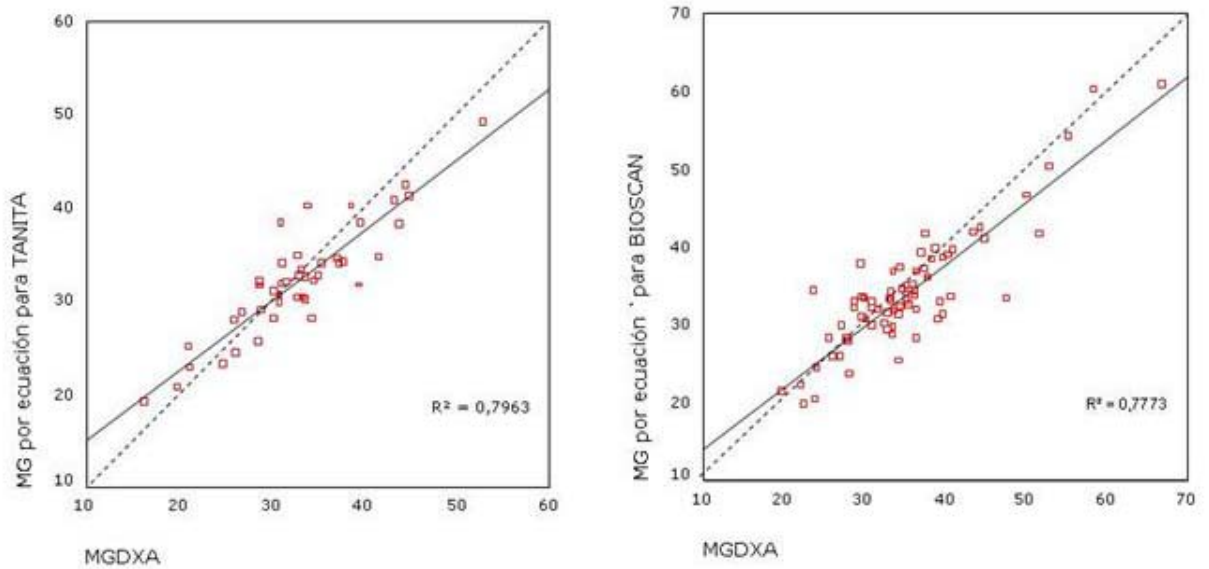 60
50
40
30
20
10
MG por ecuación para TANITA
R² = 0,7963
10 20 30 40 50 60
MGDXA
70
60
50
40
30
20
10
MG por ecuación ' para BIOSCAN
R² = 0,7773
10 20 30 40 50 60 70
MGDXA